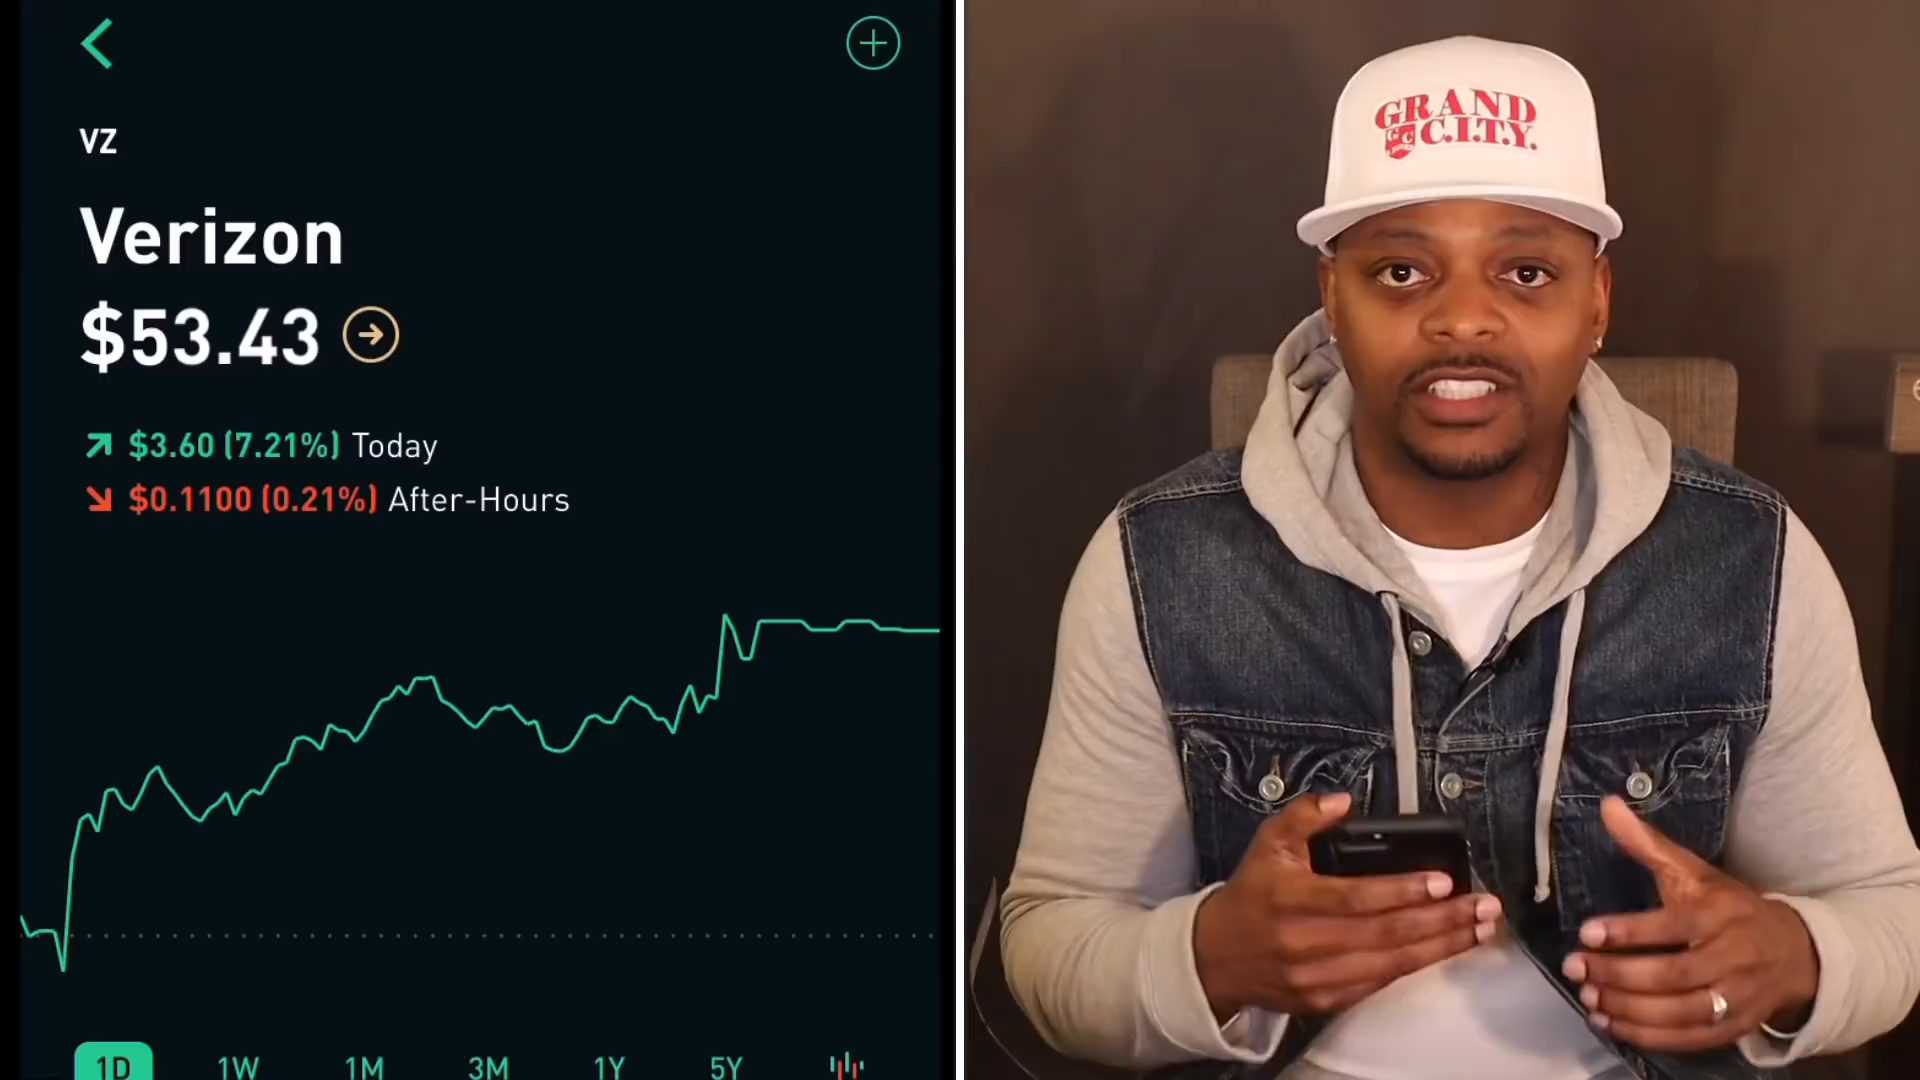 VZ
Verizon
$53.43
$3.60 (7.21%) Today
$0.1100 (0.21%) After-Hours
1D 1W 1M 3M 1Y 5Y
GRAND
C.I.T.Y.
G C